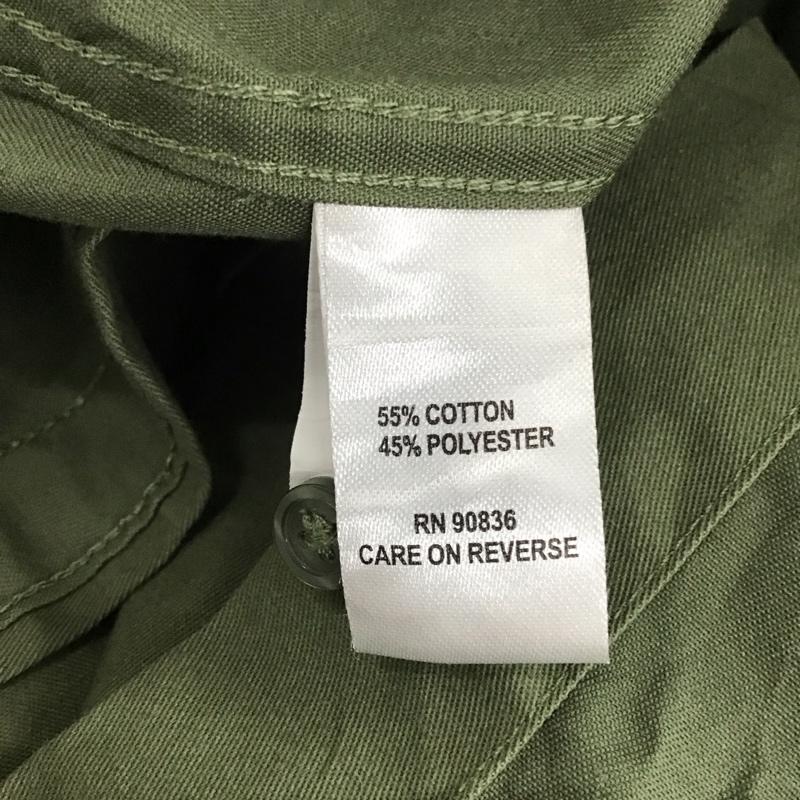 55% COTTON
45% POLYESTER
RN 90836
CARE ON REVERSE